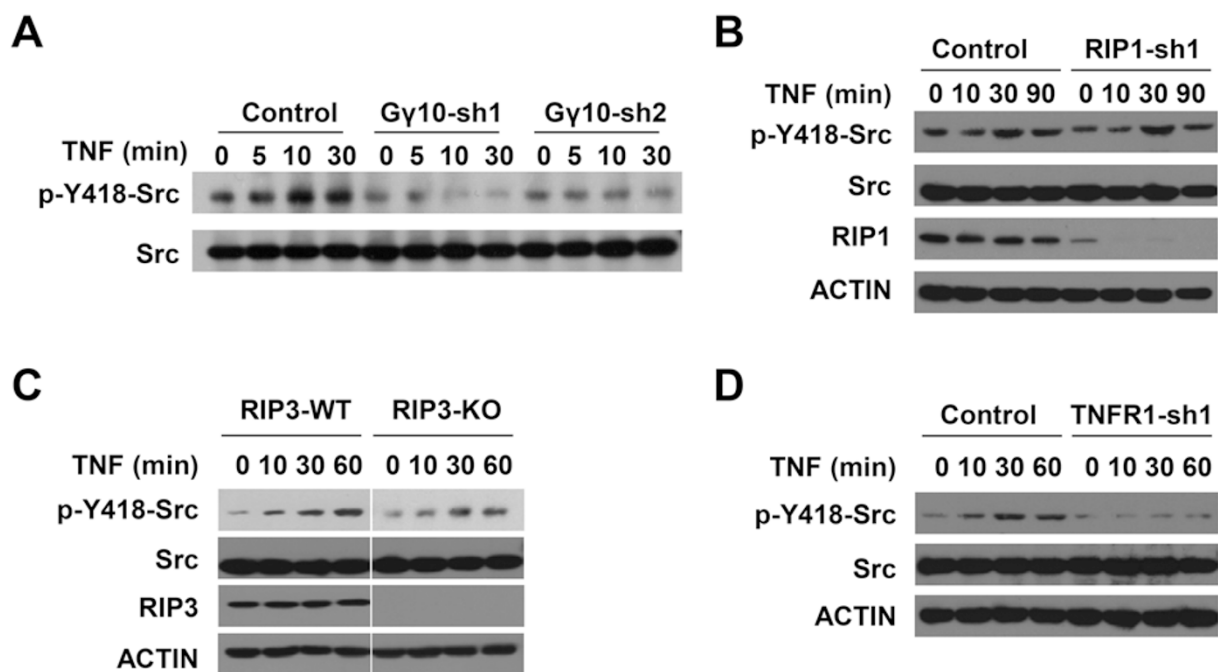 A
Control Gγ10-sh1 Gγ10-sh2
TNF (min) 0 5 10 30 0 5 10 30 0 5 10 30
p-Y418-Src
Src
B
Control RIP1-sh1
TNF (min) 0 10 30 90 0 10 30 90
p-Y418-Src
Src
RIP1
ACTIN
C
RIP3-WT RIP3-KO
TNF (min) 0 10 30 60 0 10 30 60
p-Y418-Src
Src
RIP3
ACTIN
D
Control TNFR1-sh1
TNF (min) 0 10 30 60 0 10 30 60
p-Y418-Src
Src
ACTIN